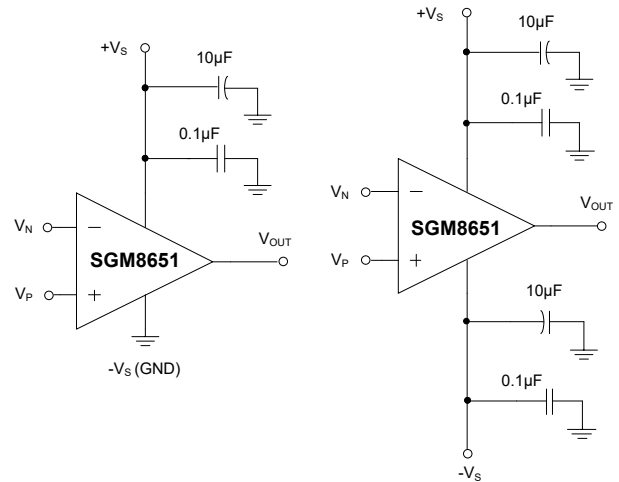 +VS
10µF
0.1µF
VN
−
SGM8651
VOUT
VP
+
-VS (GND)
+VS
10µF
0.1µF
VN
−
SGM8651
VOUT
VP
+
10µF
0.1µF
-VS